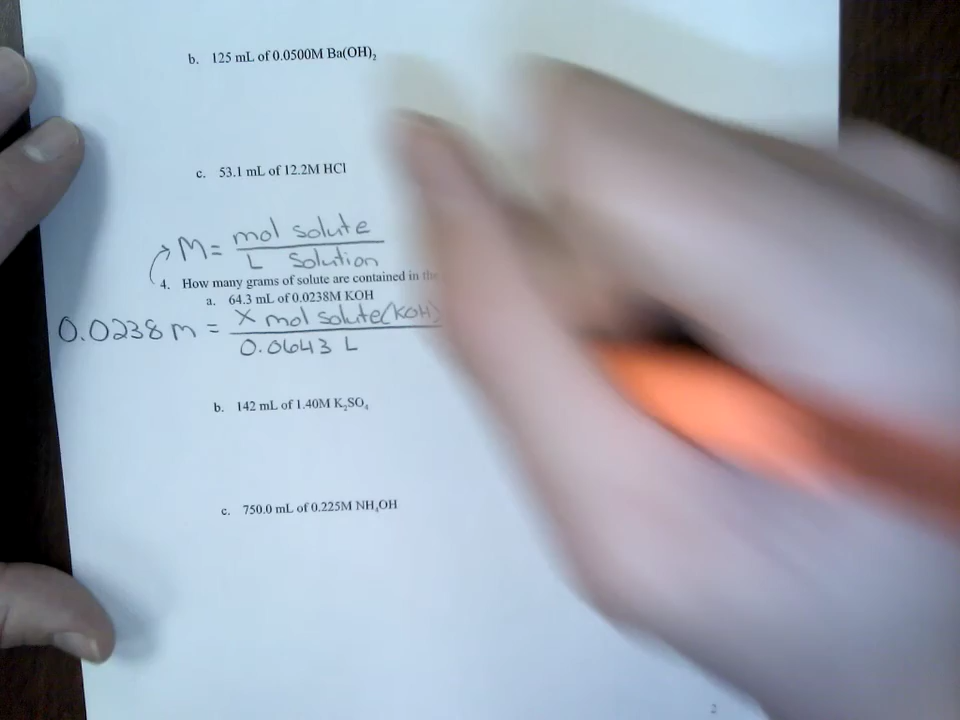 b. 125 mL of 0.0500M Ba(OH)₂
c. 53.1 mL of 12.2M HCl
M = mol solute / L solution
4. How many grams of solute are contained in the
a. 64.3 mL of 0.0238M KOH
0.0238 m = X mol solute (KOH) / 0.0643 L
b. 142 mL of 1.40M K₂SO₄
c. 750.0 mL of 0.225M NH₄OH
2